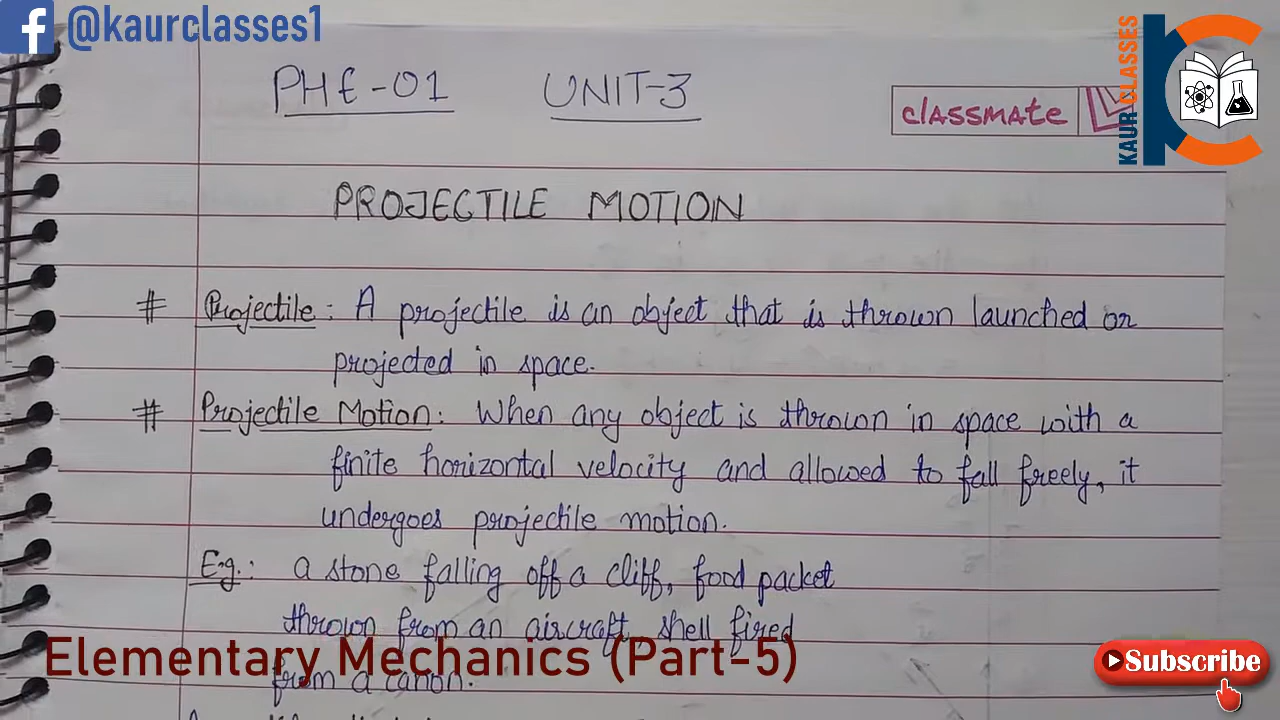 f @kaurclasses1
PHE-01 UNIT-3
classmate
KAUR CLASSES
PROJECTILE MOTION
# Projectile: A projectile is an object that is thrown launched or
projected in space.
# Projectile Motion: When any object is thrown in space with a
finite horizontal velocity and allowed to fall freely, it
undergoes projectile motion.
E.g.: a stone falling off a cliff, food packet
thrown from an aircraft, shell fired
from a canon.
Elementary Mechanics (Part-5)
Subscribe